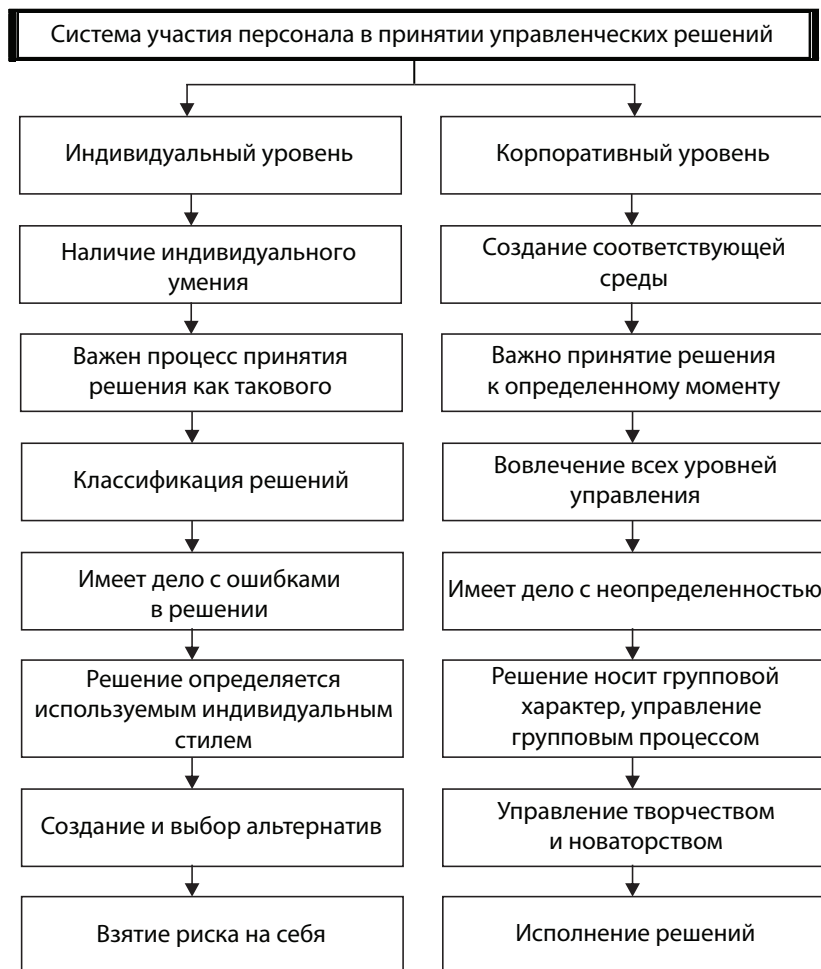 Система участия персонала в принятии управленческих решений
Индивидуальный уровень
Корпоративный уровень
Наличие индивидуального
умения
Создание соответствующей
среды
Важен процесс принятия
решения как такового
Важно принятие решения
к определенному моменту
Классификация решений
Вовлечение всех уровней
управления
Имеет дело с ошибками
в решении
Имеет дело с неопределенностью
Решение определяется
используемым индивидуальным
стилем
Решение носит групповой
характер, управление
групповым процессом
Создание и выбор альтернатив
Управление творчеством
и новаторством
Взятие риска на себя
Исполнение решений